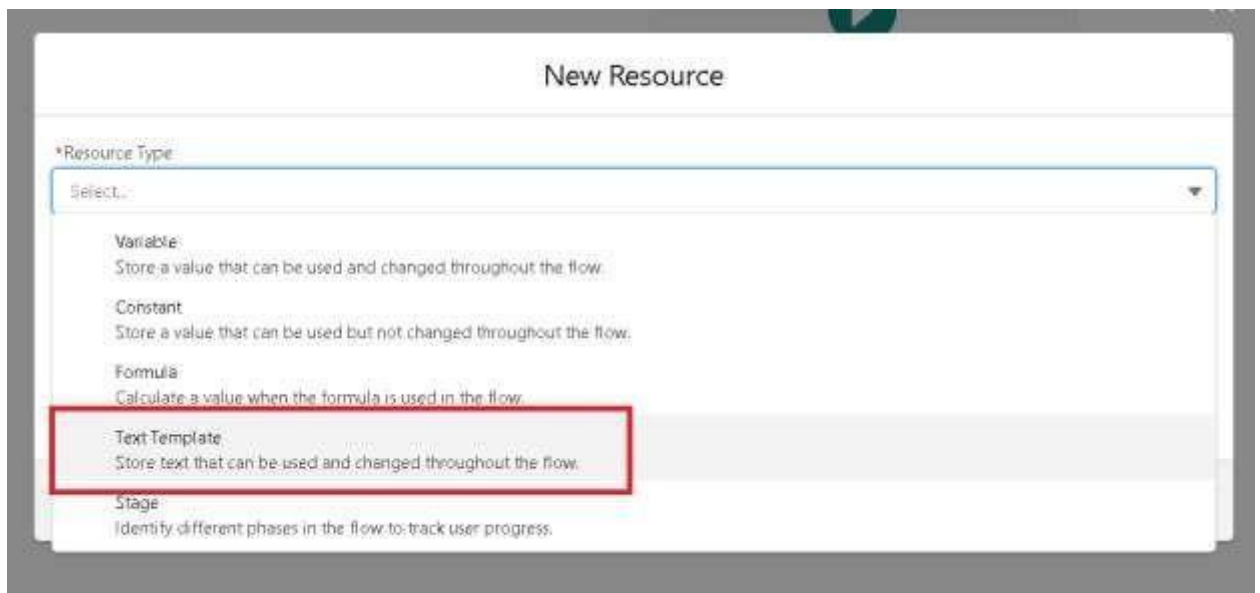 New Resource
*Resource Type
Select...
Variable
Store a value that can be used and changed throughout the flow.
Constant
Store a value that can be used but not changed throughout the flow.
Formula
Calculate a value when the formula is used in the flow.
Text Template
Store text that can be used and changed throughout the flow.
Stage
Identify different phases in the flow to track user progress.